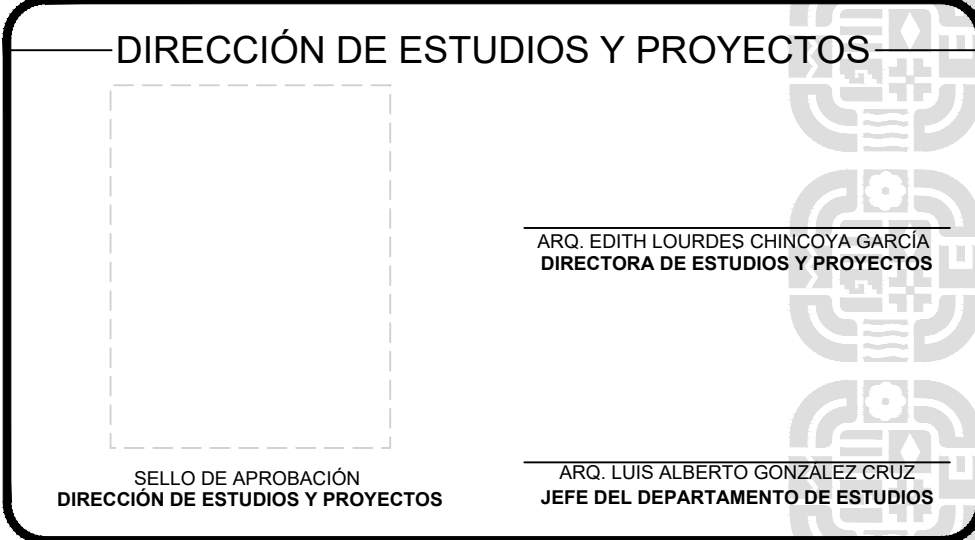 DIRECCIÓN DE ESTUDIOS Y PROYECTOS
ARQ. EDITH LOURDES CHINCOYA GARCÍA
DIRECTORA DE ESTUDIOS Y PROYECTOS
SELLO DE APROBACIÓN
DIRECCIÓN DE ESTUDIOS Y PROYECTOS
ARQ. LUIS ALBERTO GONZÁLEZ CRUZ
JEFE DEL DEPARTAMENTO DE ESTUDIOS